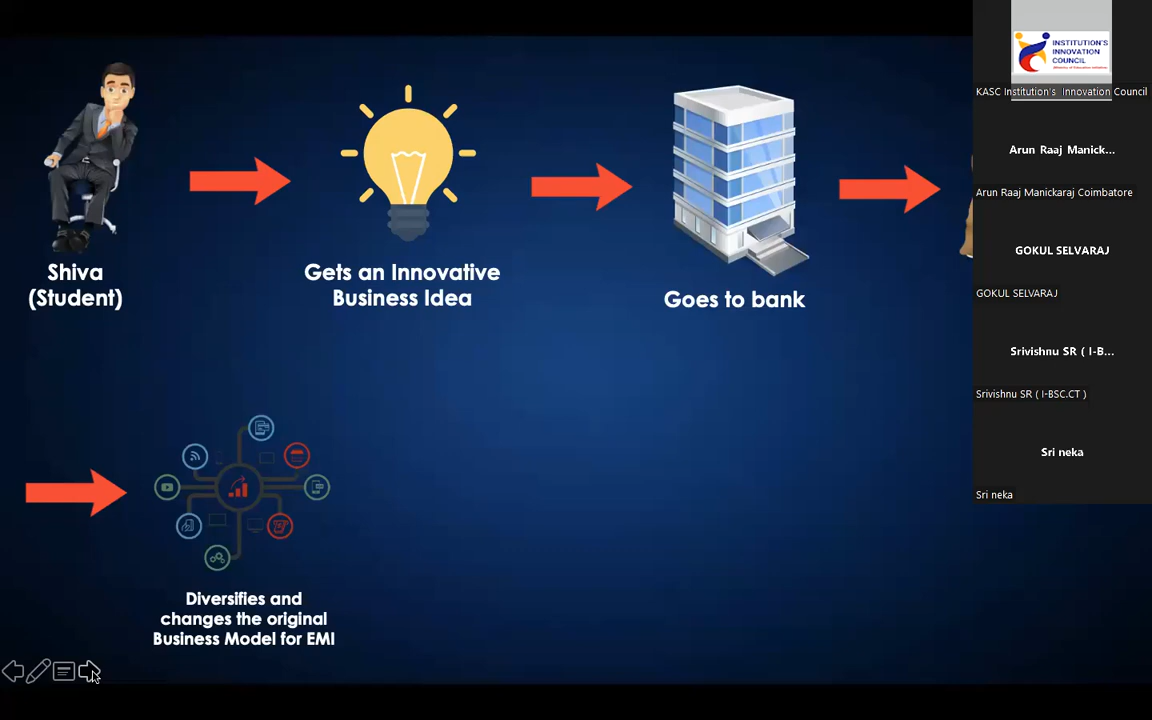 Shiva
(Student)
Gets an Innovative
Business Idea
Goes to bank
Diversifies and
changes the original
Business Model for EMI
INSTITUTION'S
INNOVATION
COUNCIL
KASC Institution's Innovation Council
Arun Raaj Manick...
Arun Raaj Manickaraj Coimbatore
GOKUL SELVARAJ
GOKUL SELVARAJ
Srivishnu SR ( I-B...
Srivishnu SR ( I-BSC.CT )
Sri neka
Sri neka